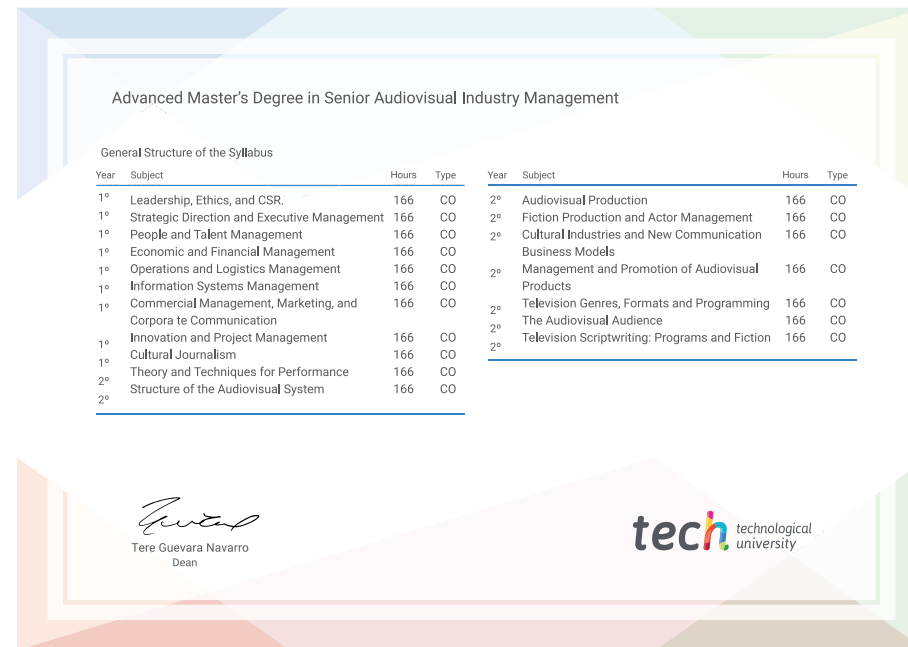 Advanced Master's Degree in Senior Audiovisual Industry Management
General Structure of the Syllabus
Year Subject Hours Type
1º Leadership, Ethics, and CSR. 166 CO
1º Strategic Direction and Executive Management 166 CO
1º People and Talent Management 166 CO
1º Economic and Financial Management 166 CO
1º Operations and Logistics Management 166 CO
1º Information Systems Management 166 CO
1º Commercial Management, Marketing, and 166 CO
Corpora te Communication
1º Innovation and Project Management 166 CO
1º Cultural Journalism 166 CO
2º Theory and Techniques for Performance 166 CO
2º Structure of the Audiovisual System 166 CO
Year Subject Hours Type
2º Audiovisual Production 166 CO
2º Fiction Production and Actor Management 166 CO
2º Cultural Industries and New Communication 166 CO
Business Models
2º Management and Promotion of Audiovisual 166 CO
Products
2º Television Genres, Formats and Programming 166 CO
2º The Audiovisual Audience 166 CO
2º Television Scriptwriting: Programs and Fiction 166 CO
Tere Guevara Navarro
Dean
tech technological
university